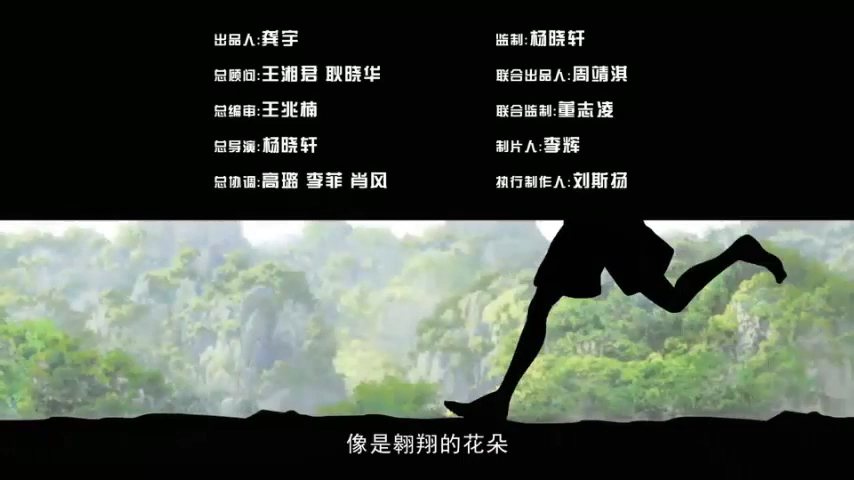 出品人:龚宇
总顾问:王湘君 耿晓华
总编审:王兆楠
总导演:杨晓轩
总协调:高璐 李菲 肖风
监制:杨晓轩
联合出品人:周靖淇
联合监制:董志凌
制片人:李辉
执行制作人:刘斯扬
像是翱翔的花朵